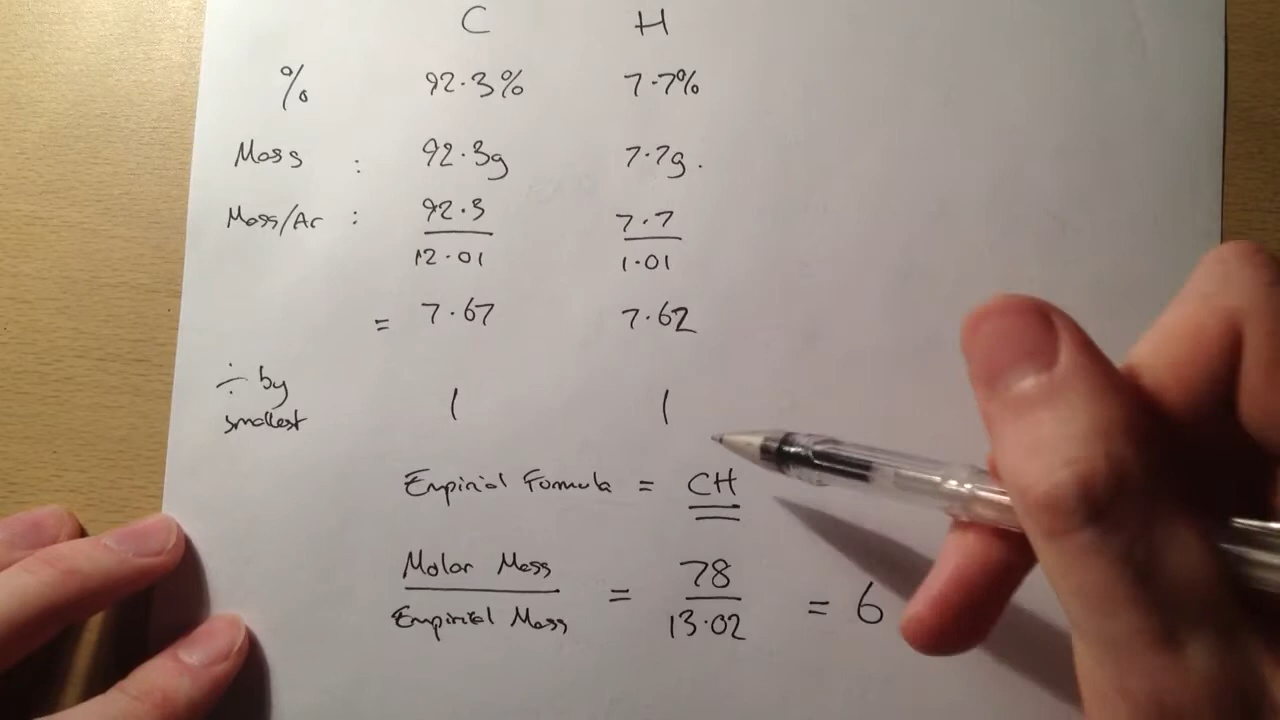 C H
% 92.3% 7.7%
Mass : 92.3g 7.7g.
Mass/Ar : 92.3 7.7
12.01 1.01
= 7.67 7.62
÷ by
smallest 1 1
Empirical Formula = CH
Molar Mass = 78 = 6
Empirical Mass 13.02